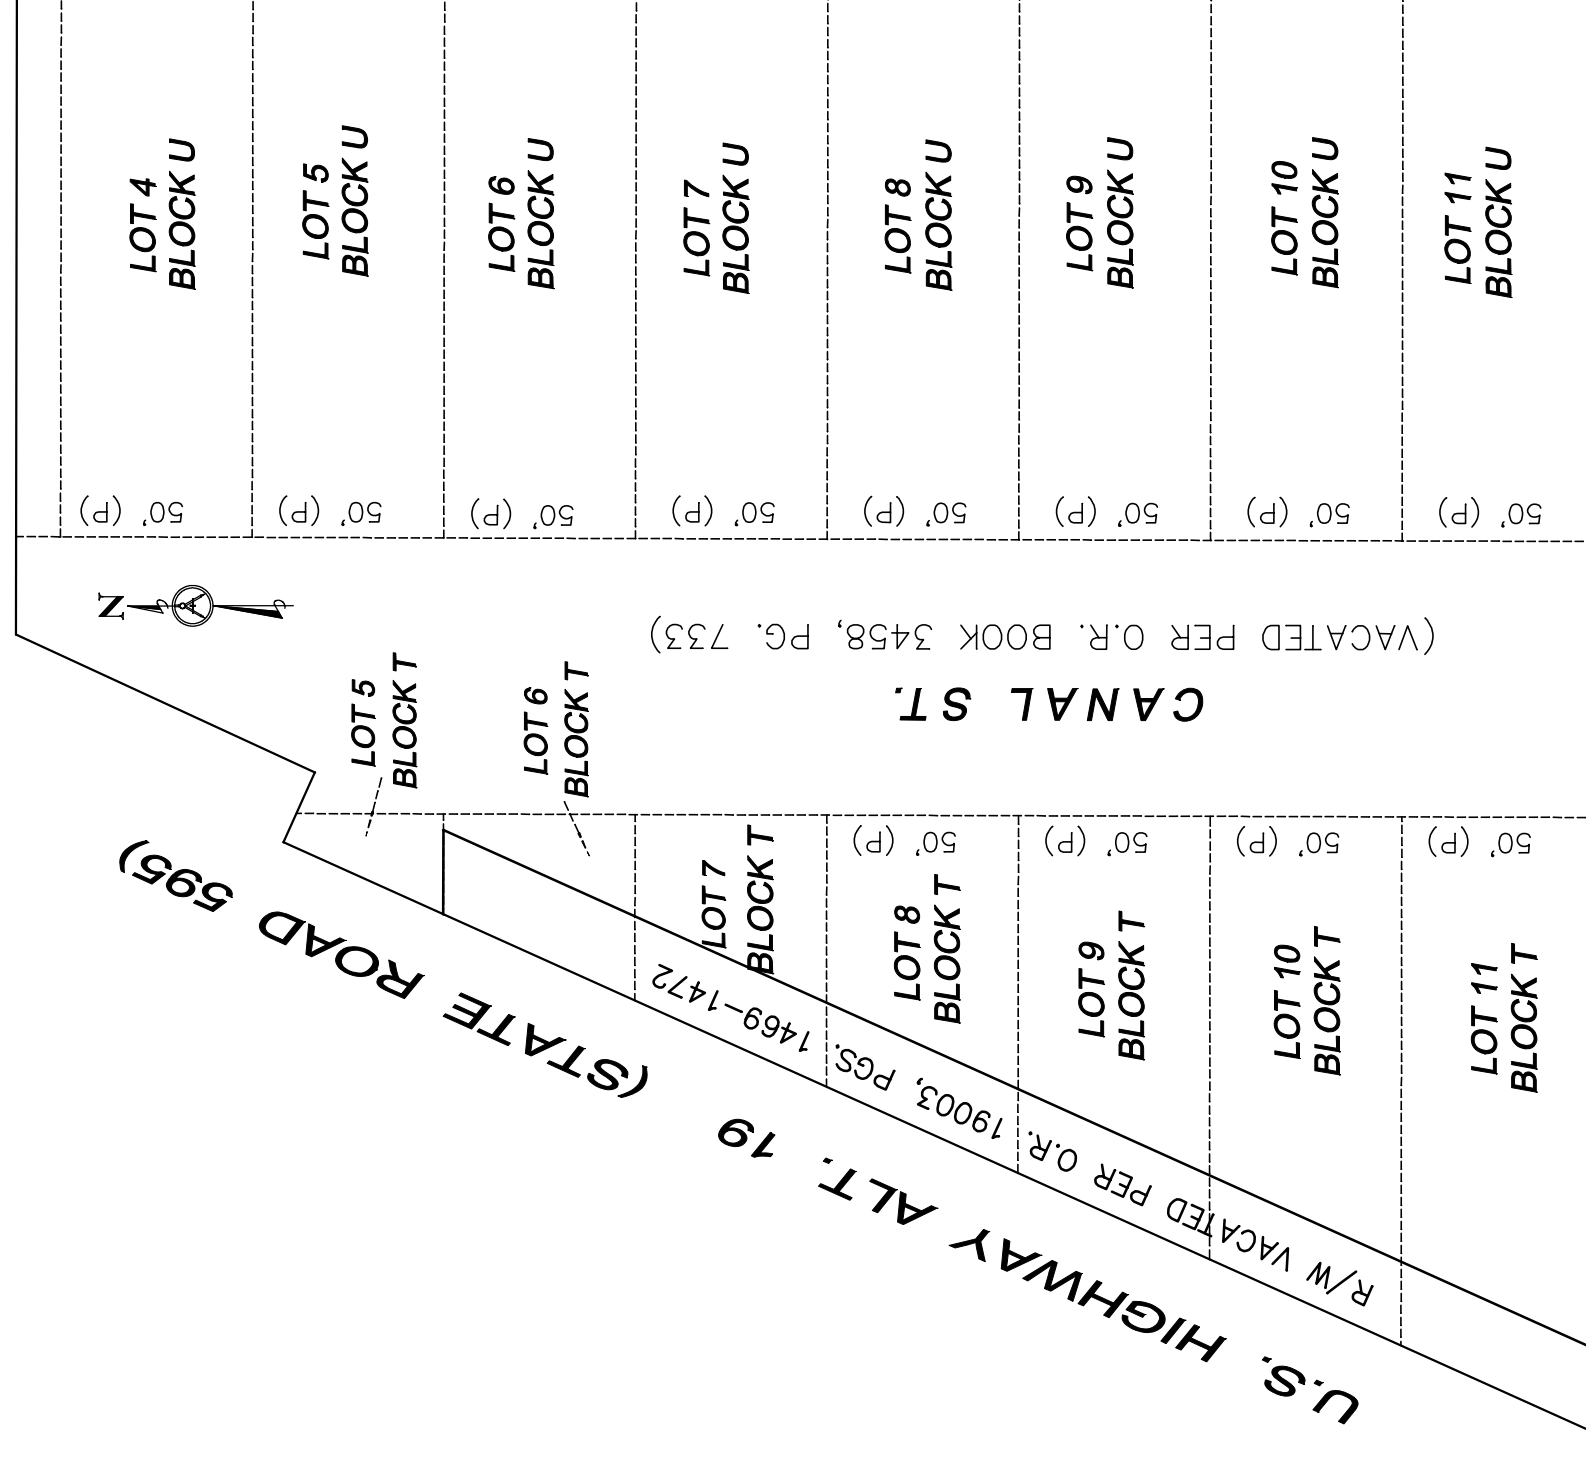 LOT 4
BLOCK U
LOT 5
BLOCK U
LOT 6
BLOCK U
LOT 7
BLOCK U
LOT 8
BLOCK U
LOT 9
BLOCK U
LOT 10
BLOCK U
LOT 11
BLOCK U
50' (P)
50' (P)
50' (P)
50' (P)
50' (P)
50' (P)
50' (P)
50' (P)
N
(VACATED PER O.R. BOOK 3458, PG. 733)
CANAL ST.
LOT 5
BLOCK T
LOT 6
BLOCK T
LOT 7
BLOCK T
LOT 8
BLOCK T
LOT 9
BLOCK T
LOT 10
BLOCK T
LOT 11
BLOCK T
50' (P)
50' (P)
50' (P)
50' (P)
R/W VACATED PER O.R. 19003, PGS. 1469-1472
U.S. HIGHWAY ALT. 19 (STATE ROAD 595)